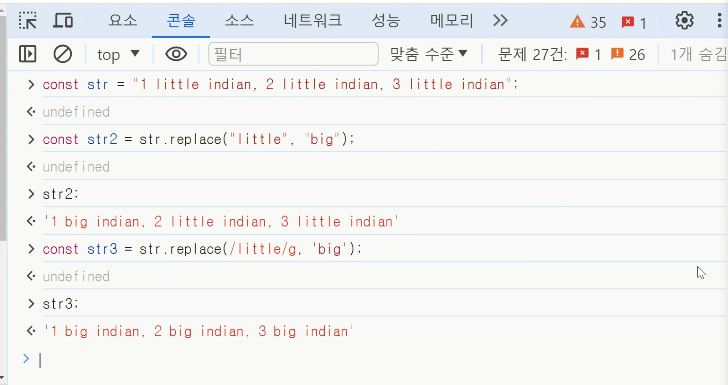 요소 콘솔 소스 네트워크 성능 메모리 >> 35 1
top ▼ 필터 맞춤 수준▼ 문제 27건: 1 26 1개 숨김
> const str = "1 little indian, 2 little indian, 3 little indian";
<· undefined
> const str2 = str.replace("little", "big");
<· undefined
> str2;
<· '1 big indian, 2 little indian, 3 little indian'
> const str3 = str.replace(/little/g, 'big');
<· undefined
> str3;
<· '1 big indian, 2 big indian, 3 big indian'
>